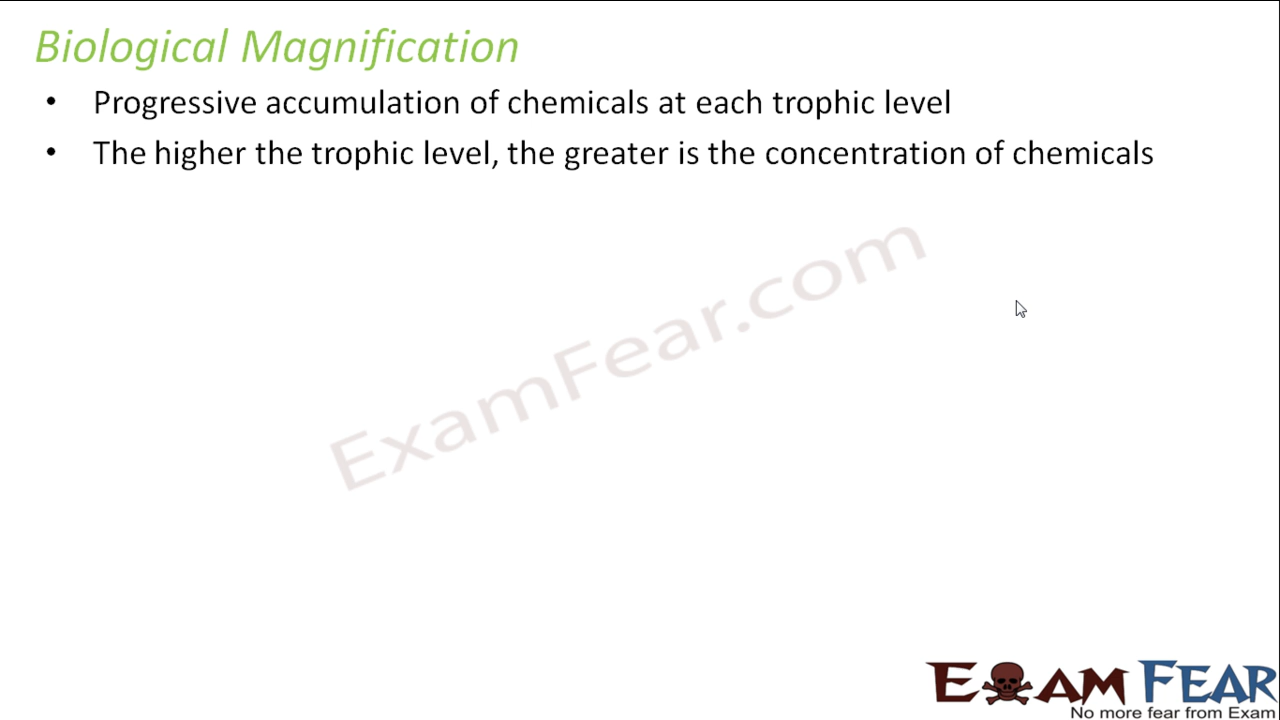 Biological Magnification
• Progressive accumulation of chemicals at each trophic level
• The higher the trophic level, the greater is the concentration of chemicals
ExamFear.com
EXAM FEAR
No more fear from Exam